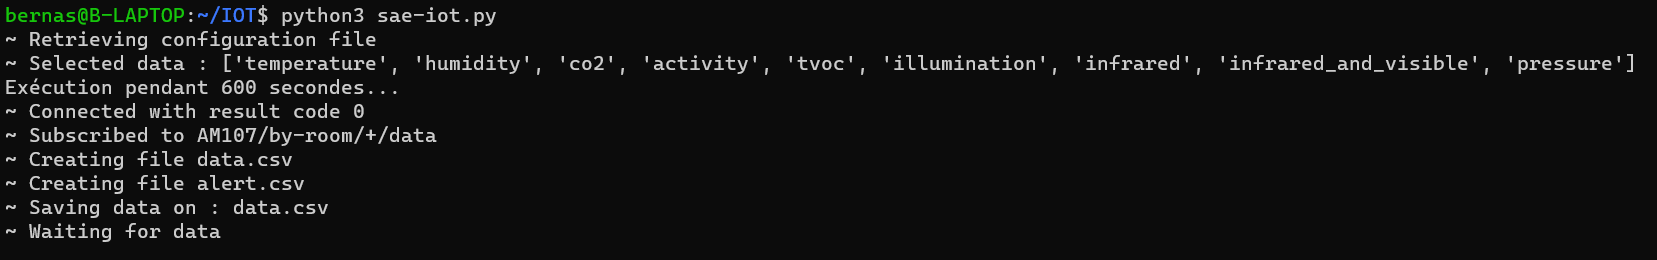 bernas@B-LAPTOP:~/IOT$ python3 sae-iot.py
~ Retrieving configuration file
~ Selected data : ['temperature', 'humidity', 'co2', 'activity', 'tvoc', 'illumination', 'infrared', 'infrared_and_visible', 'pressure']
Exécution pendant 600 secondes...
~ Connected with result code 0
~ Subscribed to AM107/by-room/+/data
~ Creating file data.csv
~ Creating file alert.csv
~ Saving data on : data.csv
~ Waiting for data